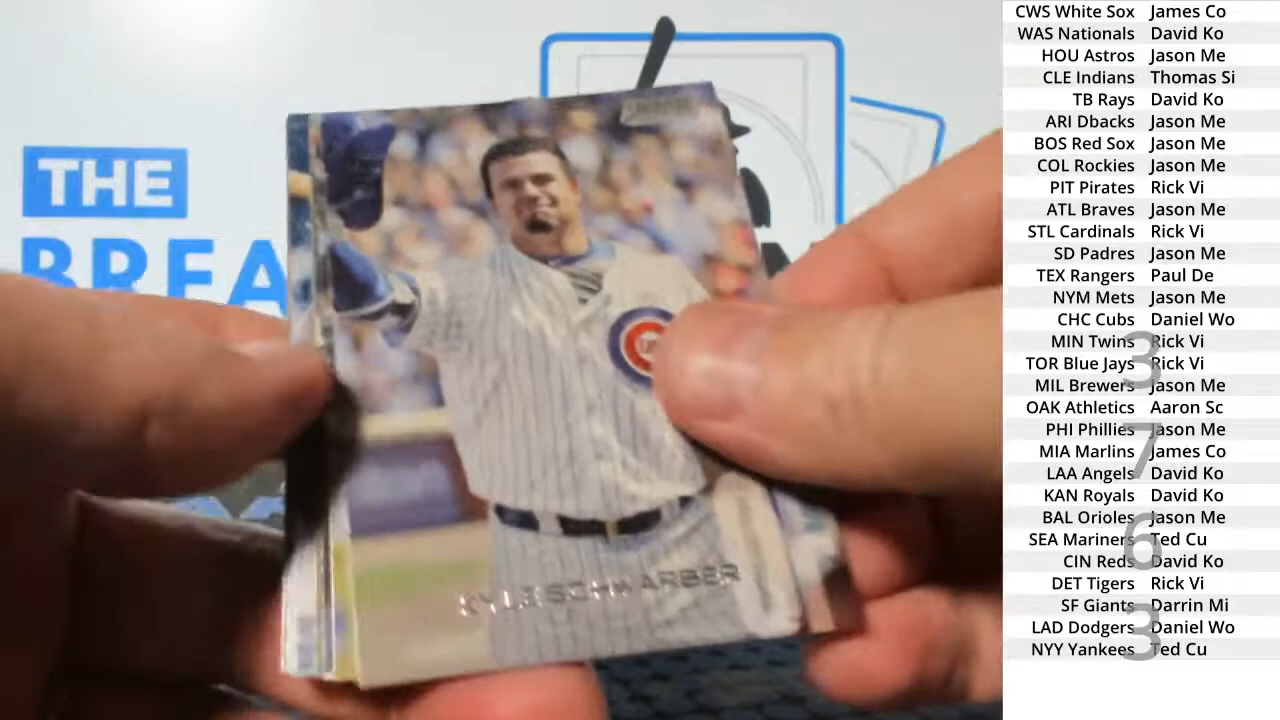 THE
BREA
KYLE SCHWARBER
CWS White Sox James Co
WAS Nationals David Ko
HOU Astros Jason Me
CLE Indians Thomas Si
TB Rays David Ko
ARI Dbacks Jason Me
BOS Red Sox Jason Me
COL Rockies Jason Me
PIT Pirates Rick Vi
ATL Braves Jason Me
STL Cardinals Rick Vi
SD Padres Jason Me
TEX Rangers Paul De
NYM Mets Jason Me
CHC Cubs Daniel Wo
MIN Twins Rick Vi
TOR Blue Jays Rick Vi
MIL Brewers Jason Me
OAK Athletics Aaron Sc
PHI Phillies Jason Me
MIA Marlins James Co
LAA Angels David Ko
KAN Royals David Ko
BAL Orioles Jason Me
SEA Mariners Ted Cu
CIN Reds David Ko
DET Tigers Rick Vi
SF Giants Darrin Mi
LAD Dodgers Daniel Wo
NYY Yankees Ted Cu
3
7
6
3